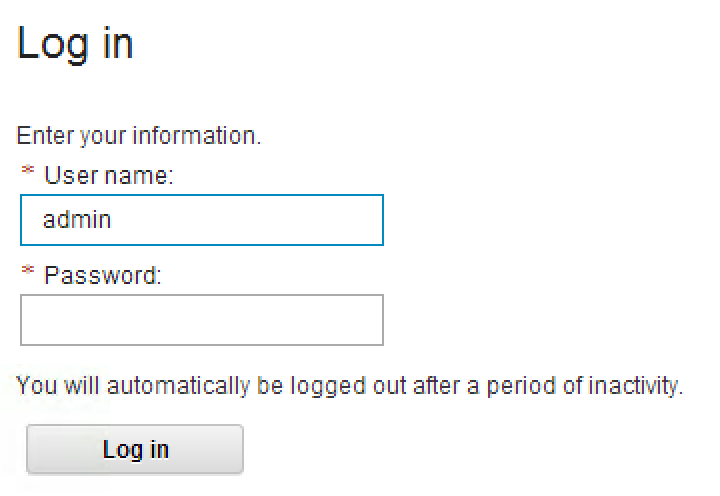 Log in
Enter your information.
* User name:
admin
* Password:
You will automatically be logged out after a period of inactivity.
Log in